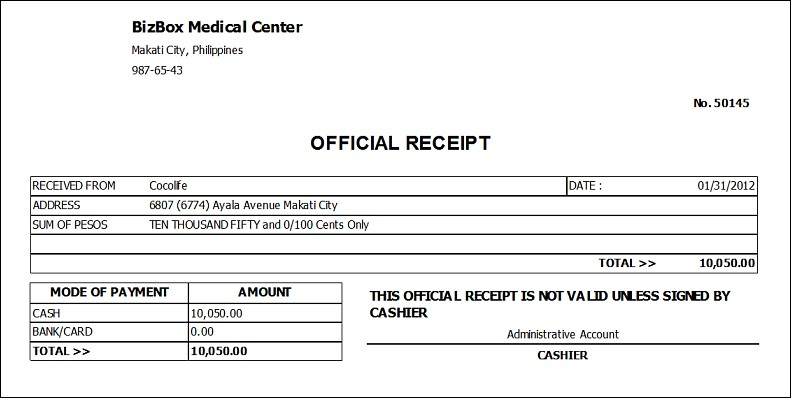 BizBox Medical Center
Makati City, Philippines
987-65-43
No. 50145
OFFICIAL RECEIPT
RECEIVED FROM Cocolife DATE : 01/31/2012
ADDRESS 6807 (6774) Ayala Avenue Makati City
SUM OF PESOS TEN THOUSAND FIFTY and 0/100 Cents Only
TOTAL >> 10,050.00
MODE OF PAYMENT AMOUNT
CASH 10,050.00
BANK/CARD 0.00
TOTAL >> 10,050.00
THIS OFFICIAL RECEIPT IS NOT VALID UNLESS SIGNED BY
CASHIER
Administrative Account
CASHIER